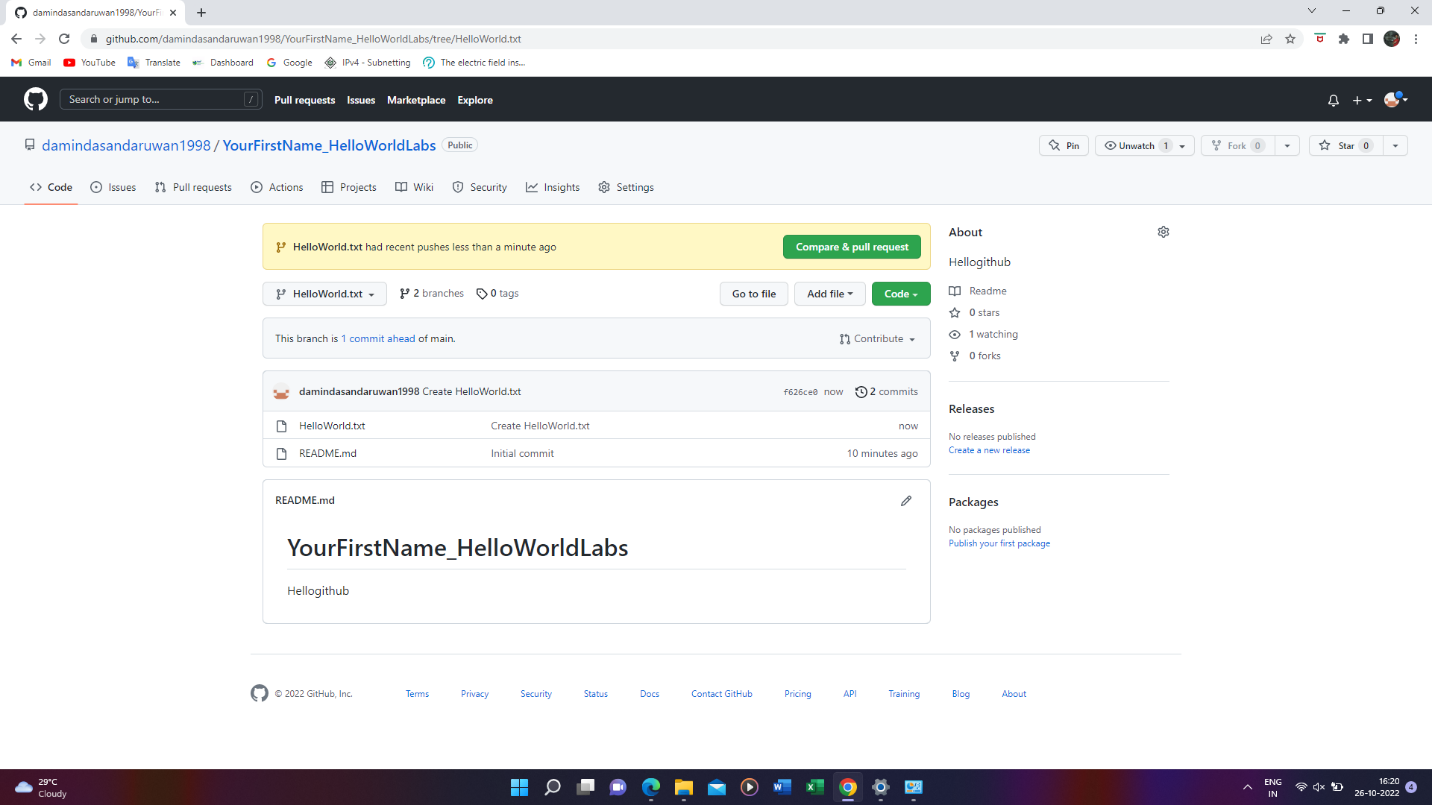 damindasandaruwan1998/YourFi
github.com/damindasandaruwan1998/YourFirstName_HelloWorldLabs/tree/HelloWorld.txt
Gmail YouTube Translate Dashboard Google IPv4 - Subnetting The electric field ins...
Search or jump to... / Pull requests Issues Marketplace Explore
damindasandaruwan1998 / YourFirstName_HelloWorldLabs Public Pin Unwatch 1 Fork 0 Star 0
Code Issues Pull requests Actions Projects Wiki Security Insights Settings
HelloWorld.txt had recent pushes less than a minute ago Compare & pull request
HelloWorld.txt 2 branches 0 tags Go to file Add file Code
This branch is 1 commit ahead of main. Contribute
damindasandaruwan1998 Create HelloWorld.txt f626ce0 now 2 commits
HelloWorld.txt Create HelloWorld.txt now
README.md Initial commit 10 minutes ago
README.md
YourFirstName_HelloWorldLabs
Hellogithub
About
Hellogithub
Readme
0 stars
1 watching
0 forks
Releases
No releases published
Create a new release
Packages
No packages published
Publish your first package
© 2022 GitHub, Inc. Terms Privacy Security Status Docs Contact GitHub Pricing API Training Blog About
29°C
Cloudy
ENG
IN
16:20
26-10-2022
4